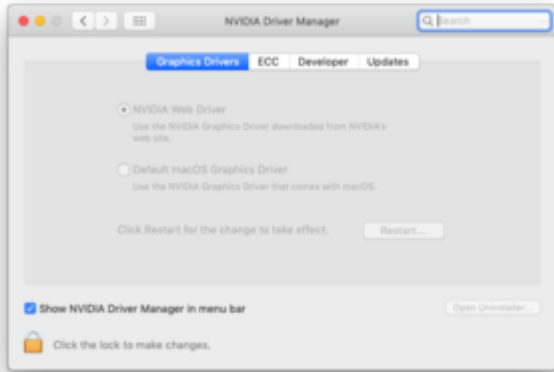 NVIDIA Driver Manager
Search
Graphics Drivers ECC Developer Updates
NVIDIA Web Driver
Use the NVIDIA Graphics Driver downloaded from NVIDIA's
web site.
Default macOS Graphics Driver
Use the NVIDIA Graphics Driver that comes with macOS.
Click Restart for the change to take effect. Restart...
Show NVIDIA Driver Manager in menu bar
Open Uninstaller...
Click the lock to make changes.